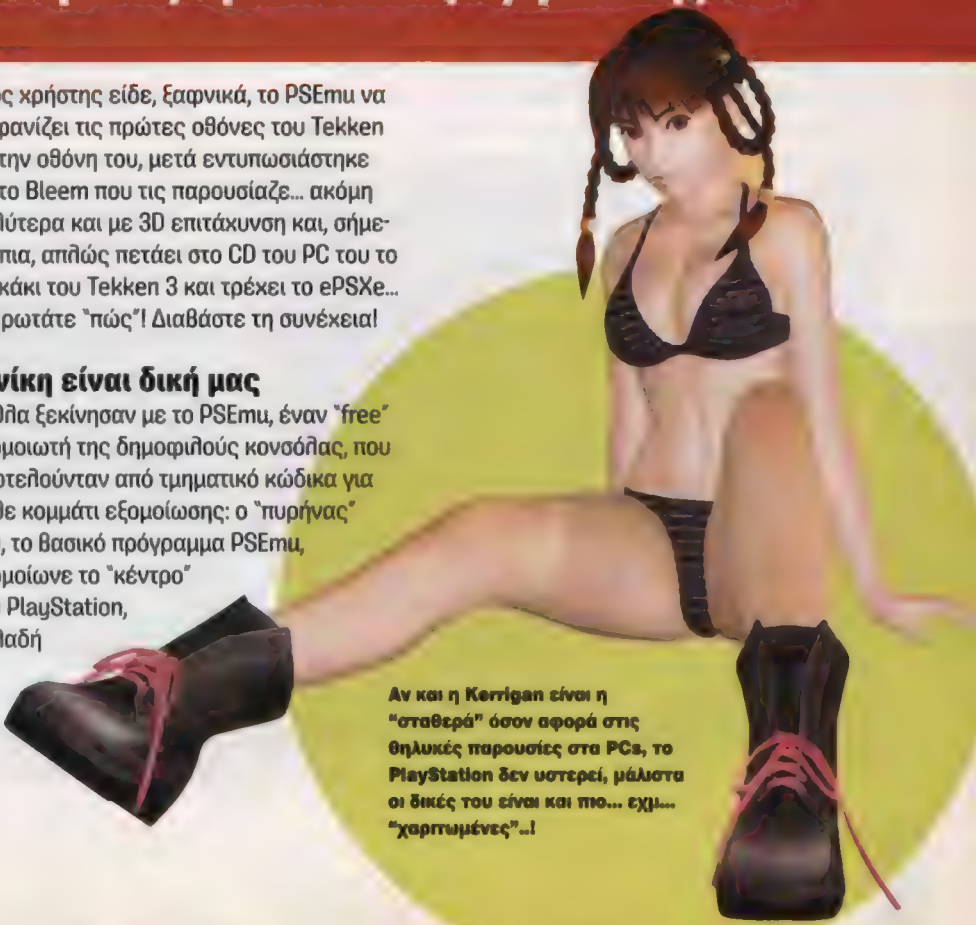 ς χρήστης είδε, ξαφνικά, το PSEmu να
φανίζει τις πρώτες οθόνες του Tekken
την οθόνη του, μετά εντυπωσιάστηκε
το Bleem που τις παρουσίαζε... ακόμη
λύτερα και με 3D επιτάχυνση και, σήμε-
πια, απλώς πετάει στο CD του PC του το
κάκι του Tekken 3 και τρέχει το ePSXe...
ρωτάτε "πώς"! Διαβάστε τη συνέχεια!
νίκη είναι δική μας
λα ξεκίνησαν με το PSEmu, έναν "free"
μοιωτή της δημοφιλούς κονσόλας, που
οτελούνταν από τμηματικό κώδικα για
θε κομμάτι εξομοίωσης: ο "πυρήνας"
, το βασικό πρόγραμμα PSEmu,
μοίωνε το "κέντρο"
PlayStation,
λαδή
Αν και η Kerrigan είναι η
"σταθερά" όσον αφορά στις
θηλυκές παρουσίες στα PCs, το
PlayStation δεν υστερεί, μάλιστα
οι δικές του είναι και πιο... εχμ...
"χαριτωμένες"..!